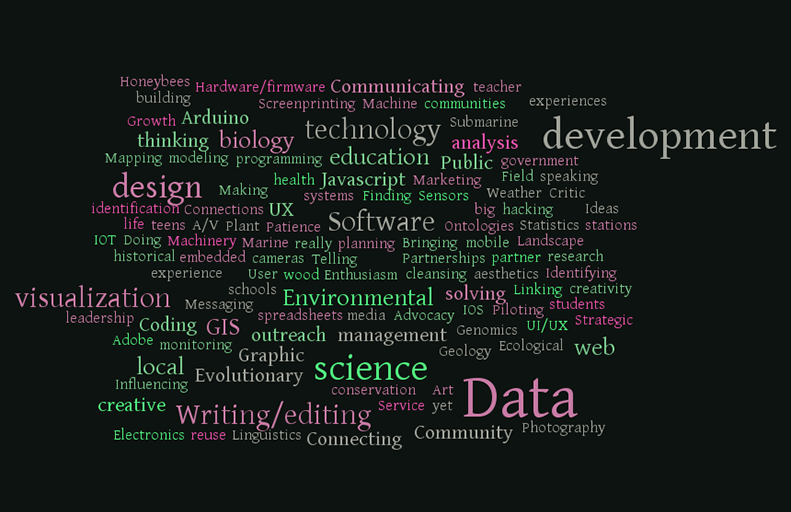 Honeybees Hardware/firmware Communicating teacher
building Screenprinting Machine communities experiences
Growth Arduino technology Submarine development
thinking biology analysis
Mapping modeling programming education Public government
design Making health Javascript Marketing Field speaking
systems Finding Sensors Weather Critic
identification Connections UX big hacking Ideas
life teens A/V Plant Patience Software Ontologies Statistics stations
IOT Doing Machinery Marine really planning Bringing mobile Landscape
historical embedded cameras Telling Partnerships partner research
experience User wood Enthusiasm cleansing aesthetics Identifying
visualization schools Environmental solving Linking creativity
Messaging
leadership Coding GIS spreadsheets media Advocacy IOS Piloting students
outreach management Genomics UI/UX Strategic
Adobe monitoring Graphic Geology Ecological web
local Evolutionary science
Influencing conservation Art Data
creative Writing/editing Service yet
Electronics reuse Linguistics Connecting Community Photography